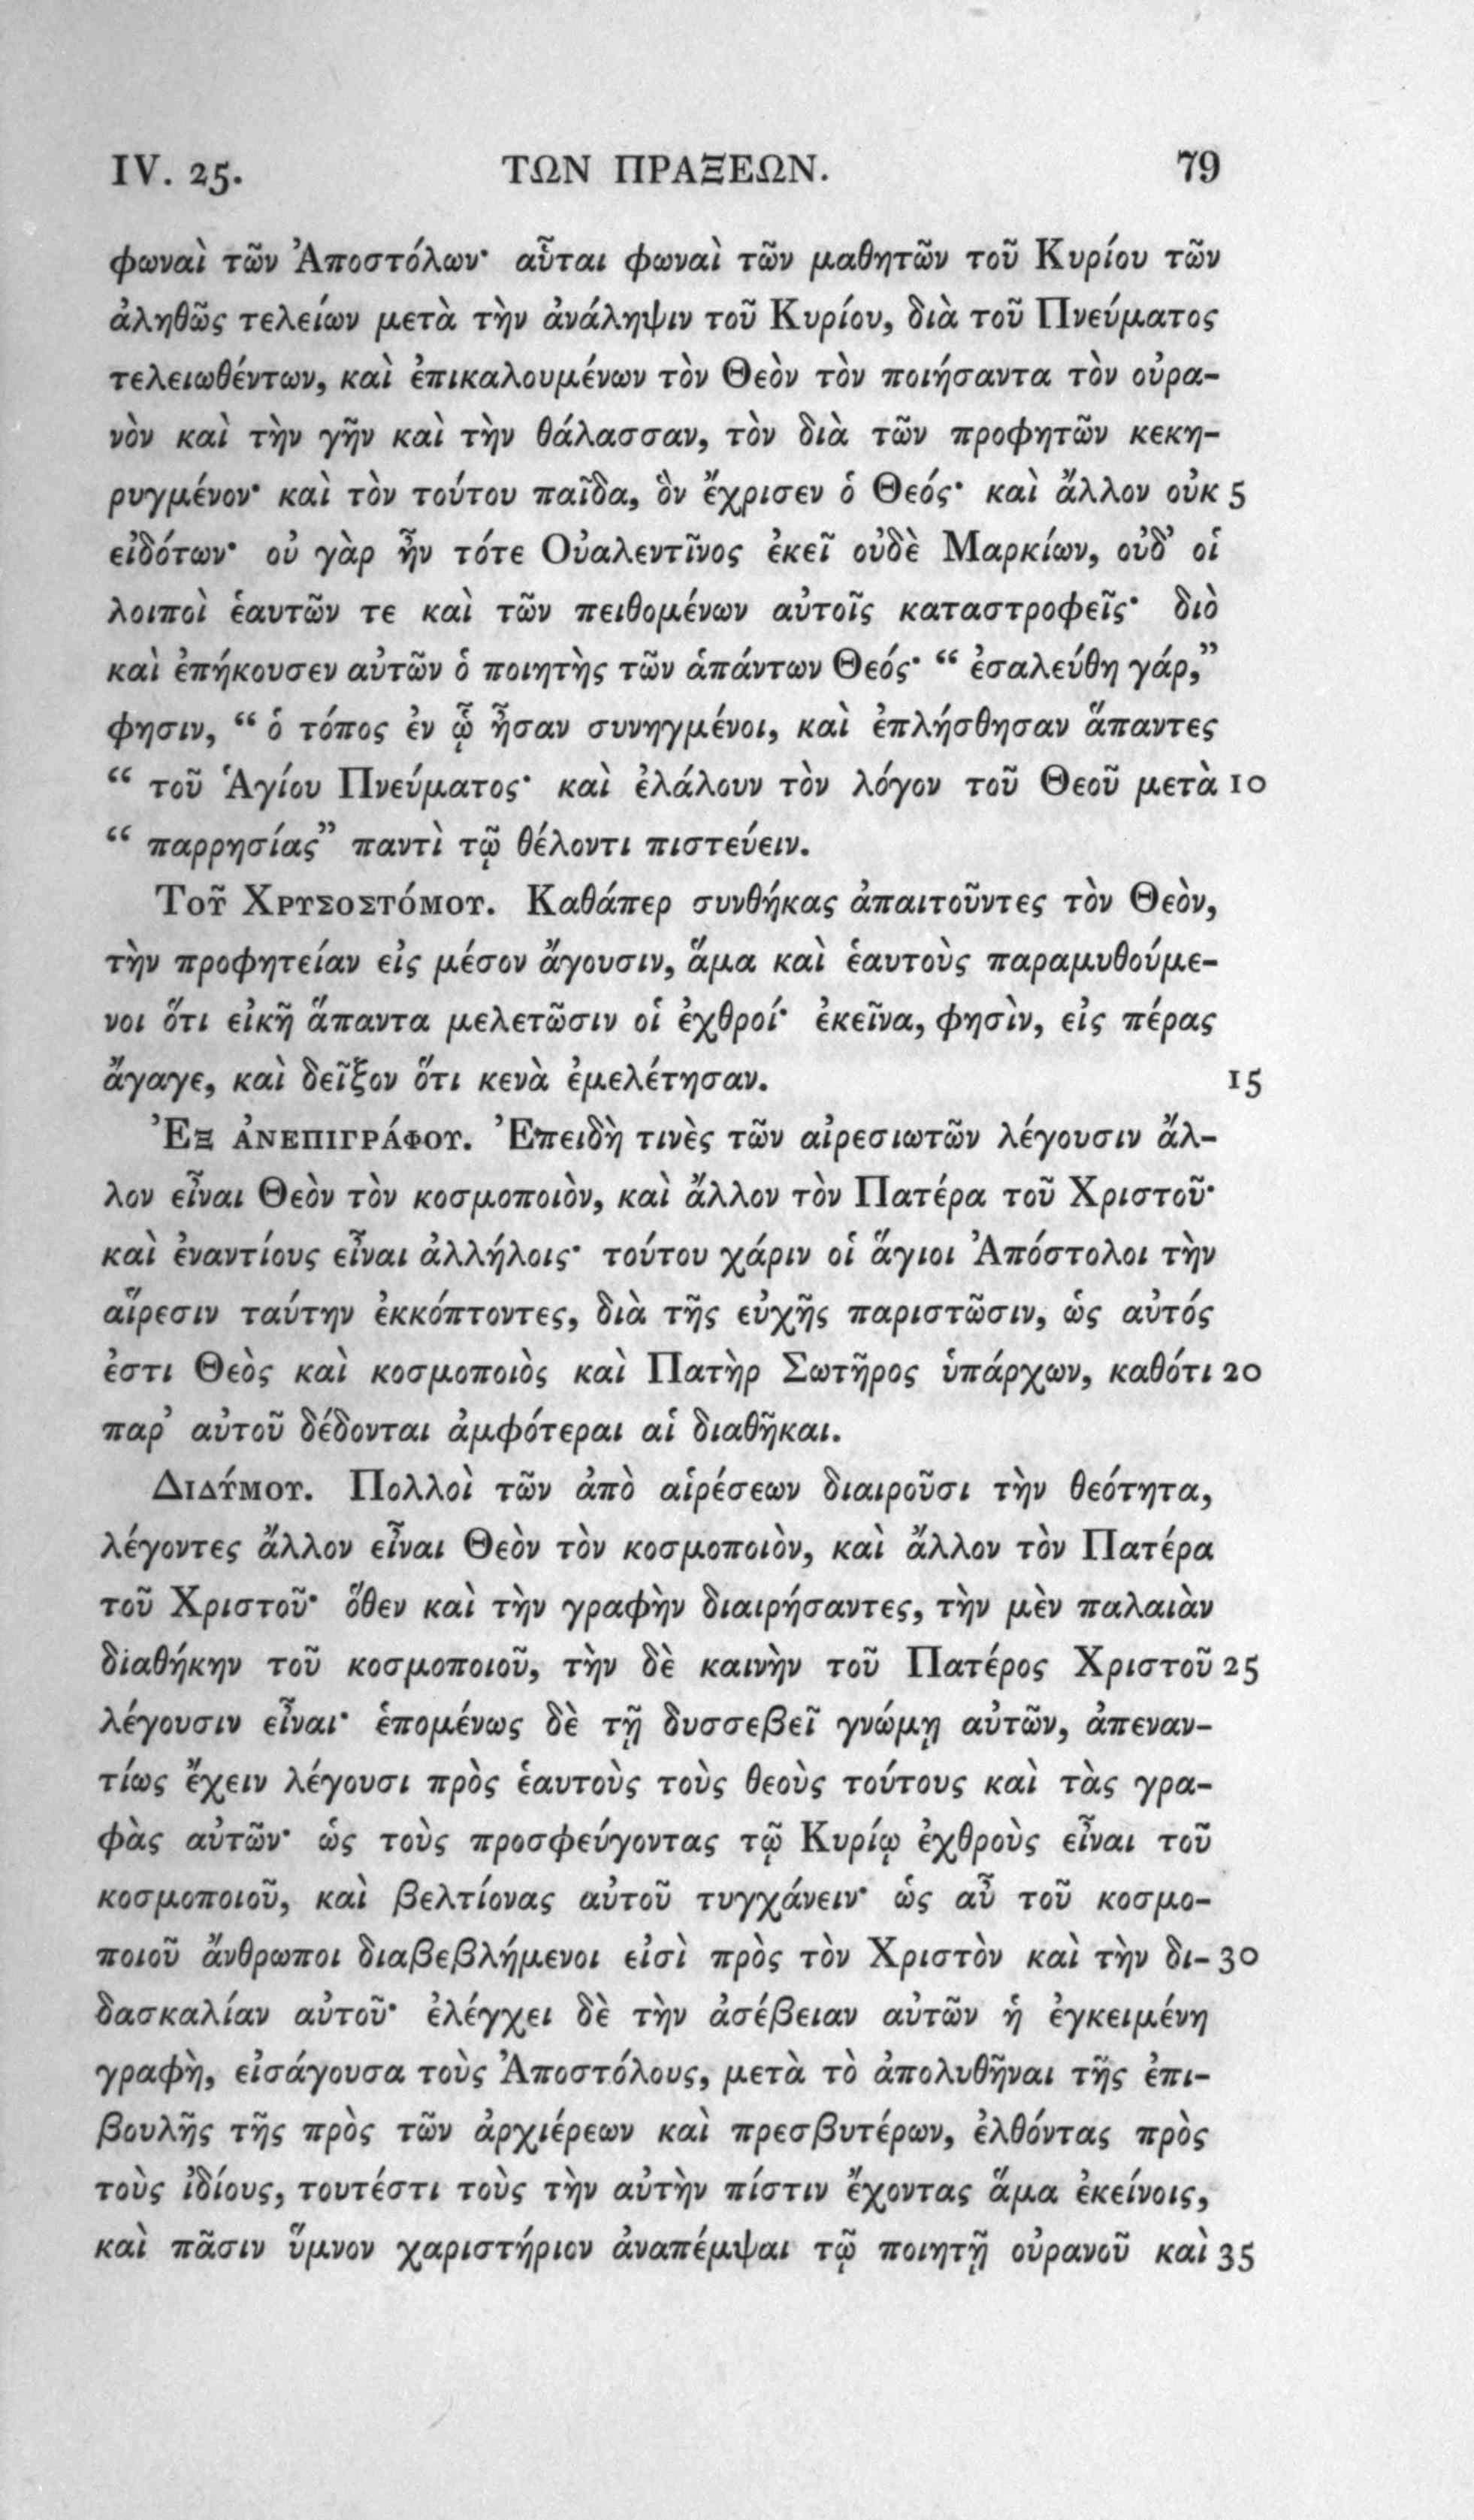 IV. 25. ΤΩΝ ΠΡΑΞΕΩΝ. 79
φωναὶ τῶν Ἀποστόλων· αὗται φωναὶ τῶν μαθητῶν τοῦ Κυρίου τῶν
ἀληθῶς τελείων μετὰ τὴν ἀνάληψιν τοῦ Κυρίου, διὰ τοῦ Πνεύματος
τελειωθέντων, καὶ ἐπικαλουμένων τὸν Θεὸν τὸν ποιήσαντα τὸν οὐρα-
νὸν καὶ τὴν γῆν καὶ τὴν θάλασσαν, τὸν διὰ τῶν προφητῶν κεκη-
ρυγμένον· καὶ τὸν τούτου παῖδα, ὃν ἔχρισεν ὁ Θεός· καὶ ἄλλον οὐκ 5
εἰδότων· οὐ γὰρ ἦν τότε Οὐαλεντῖνος ἐκεῖ οὐδὲ Μαρκίων, οὐδ’ οἱ
λοιποὶ ἑαυτῶν τε καὶ τῶν πειθομένων αὐτοῖς καταστροφεῖς· διὸ
καὶ ἐπήκουσεν αὐτῶν ὁ ποιητὴς τῶν ἁπάντων Θεός· “ ἐσαλεύθη γάρ,”
φησιν, “ ὁ τόπος ἐν ᾧ ἦσαν συνηγμένοι, καὶ ἐπλήσθησαν ἅπαντες
“ τοῦ Ἁγίου Πνεύματος· καὶ ἐλάλουν τὸν λόγον τοῦ Θεοῦ μετὰ 10
“ παρρησίας” παντὶ τῷ θέλοντι πιστεύειν.
Τοῦ Χρυσοστόμου. Καθάπερ συνθήκας ἀπαιτοῦντες τὸν Θεὸν,
τὴν προφητείαν εἰς μέσον ἄγουσιν, ἅμα καὶ ἑαυτοὺς παραμυθούμε-
νοι ὅτι εἰκῆ ἅπαντα μελετῶσιν οἱ ἐχθροί· ἐκεῖνα, φησὶν, εἰς πέρας
ἄγαγε, καὶ δεῖξον ὅτι κενὰ ἐμελέτησαν. 15
Ἐξ ἀνεπιγράφου. Ἐπειδὴ τινὲς τῶν αἱρεσιωτῶν λέγουσιν ἄλ-
λον εἶναι Θεὸν τὸν κοσμοποιὸν, καὶ ἄλλον τὸν Πατέρα τοῦ Χριστοῦ·
καὶ ἐναντίους εἶναι ἀλλήλοις· τούτου χάριν οἱ ἅγιοι Ἀπόστολοι τὴν
αἵρεσιν ταύτην ἐκκόπτοντες, διὰ τῆς εὐχῆς παριστῶσιν, ὡς αὐτός
ἐστι Θεὸς καὶ κοσμοποιὸς καὶ Πατὴρ Σωτῆρος ὑπάρχων, καθότι 20
παρ’ αὐτοῦ δέδονται ἀμφότεραι αἱ διαθῆκαι.
Διδύμου. Πολλοὶ τῶν ἀπὸ αἱρέσεων διαιροῦσι τὴν θεότητα,
λέγοντες ἄλλον εἶναι Θεὸν τὸν κοσμοποιὸν, καὶ ἄλλον τὸν Πατέρα
τοῦ Χριστοῦ· ὅθεν καὶ τὴν γραφὴν διαιρήσαντες, τὴν μὲν παλαιὰν
διαθήκην τοῦ κοσμοποιοῦ, τὴν δὲ καινὴν τοῦ Πατέρος Χριστοῦ 25
λέγουσιν εἶναι· ἑπομένως δὲ τῇ δυσσεβεῖ γνώμῃ αὐτῶν, ἀπεναν-
τίως ἔχειν λέγουσι πρὸς ἑαυτοὺς τοὺς θεοὺς τούτους καὶ τὰς γρα-
φὰς αὐτῶν· ὡς τοὺς προσφεύγοντας τῷ Κυρίῳ ἐχθροὺς εἶναι τοῦ
κοσμοποιοῦ, καὶ βελτίονας αὐτοῦ τυγχάνειν· ὡς αὖ τοῦ κοσμο-
ποιοῦ ἄνθρωποι διαβεβλήμενοι εἰσὶ πρὸς τὸν Χριστὸν καὶ τὴν δι- 30
δασκαλίαν αὐτοῦ· ἐλέγχει δὲ τὴν ἀσέβειαν αὐτῶν ἡ ἐγκειμένη
γραφὴ, εἰσάγουσα τοὺς Ἀποστόλους, μετὰ τὸ ἀπολυθῆναι τῆς ἐπι-
βουλῆς τῆς πρὸς τῶν ἀρχιέρεων καὶ πρεσβυτέρων, ἐλθόντας πρὸς
τοὺς ἰδίους, τουτέστι τοὺς τὴν αὐτὴν πίστιν ἔχοντας ἅμα ἐκείνοις,
καὶ πᾶσιν ὕμνον χαριστήριον ἀναπέμψαι τῷ ποιητῇ οὐρανοῦ καὶ 35